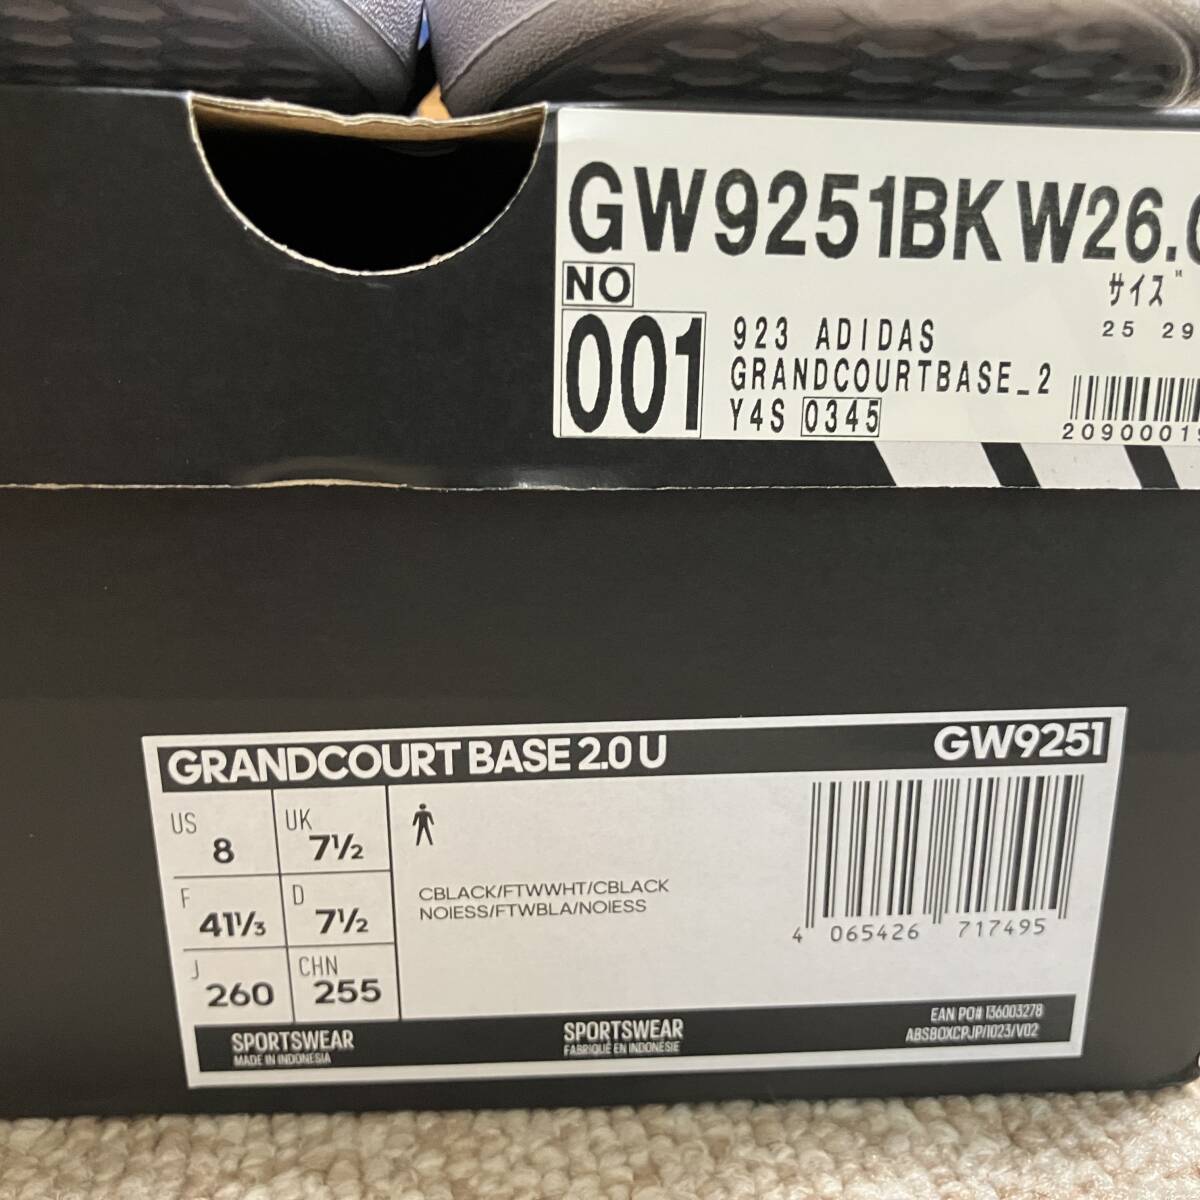 GW9251BK W26.
NO
001
サイズ
25 29
923 ADIDAS
GRANDCOURTBASE_2
Y4S 0345
2090001
GRANDCOURT BASE 2.0 U
GW9251
US 8
UK 7½
F 41⅓
D 7½
J 260
CHN 255
CBLACK/FTWWHT/CBLACK
NOIESS/FTWBLA/NOIESS
4 065426 717495
SPORTSWEAR
MADE IN INDONESIA
SPORTSWEAR
FABRIQUÉ EN INDONÉSIE
EAN PO# 136003278
ABSBOXCPJP/1023/V02